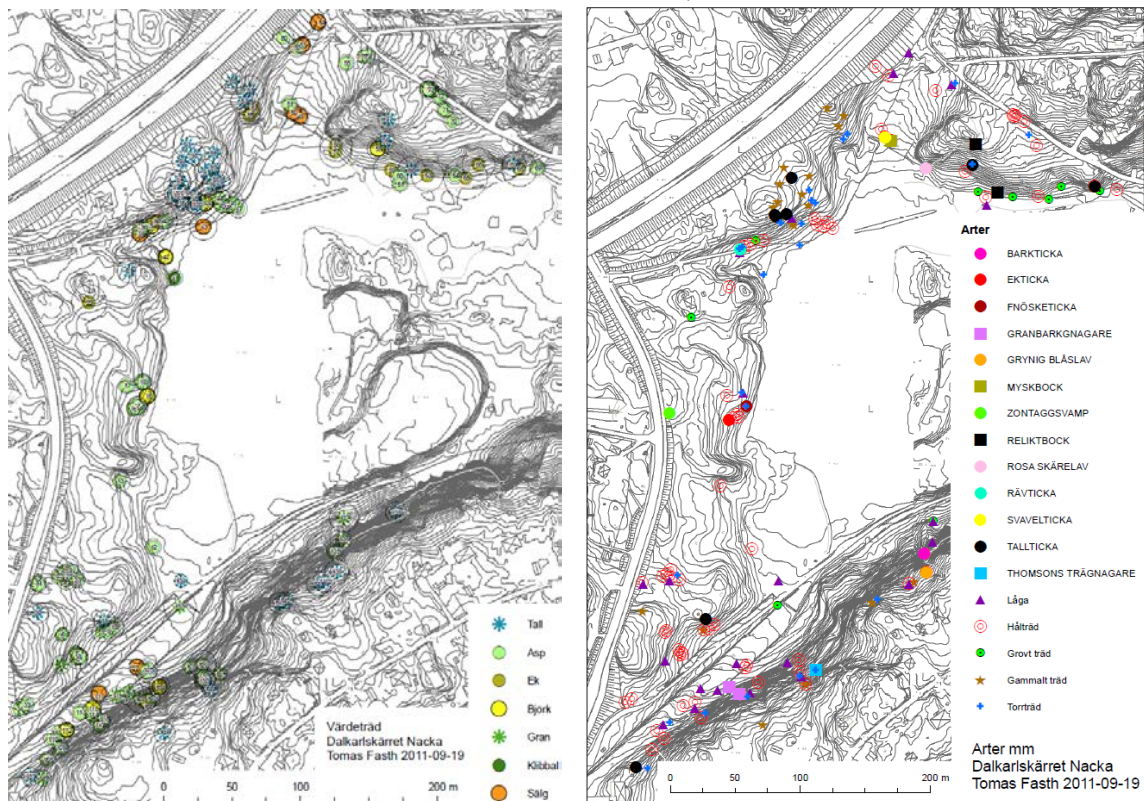 Tall
Asp
Ek
Björk
Gran
Klibbal
Sälg
Värdeträd
Dalkarlskärret Nacka
Tomas Fasth 2011-09-19
0 50 100 200 m
Arter
BARKTICKA
EKTICKA
FNÖSKETICKA
GRANBARKGNAGARE
GRYNIG BLÅSLAV
MYSKBOCK
ZONTAGGSVAMP
RELIKTBOCK
ROSA SKÄRELAV
RÄVTICKA
SVAVELTICKA
TALLTICKA
THOMSONS TRÄGNAGARE
Låga
Hålträd
Grovt träd
Gammalt träd
Torrträd
Arter mm
Dalkarlskärret Nacka
Tomas Fasth 2011-09-19
0 50 100 200 m